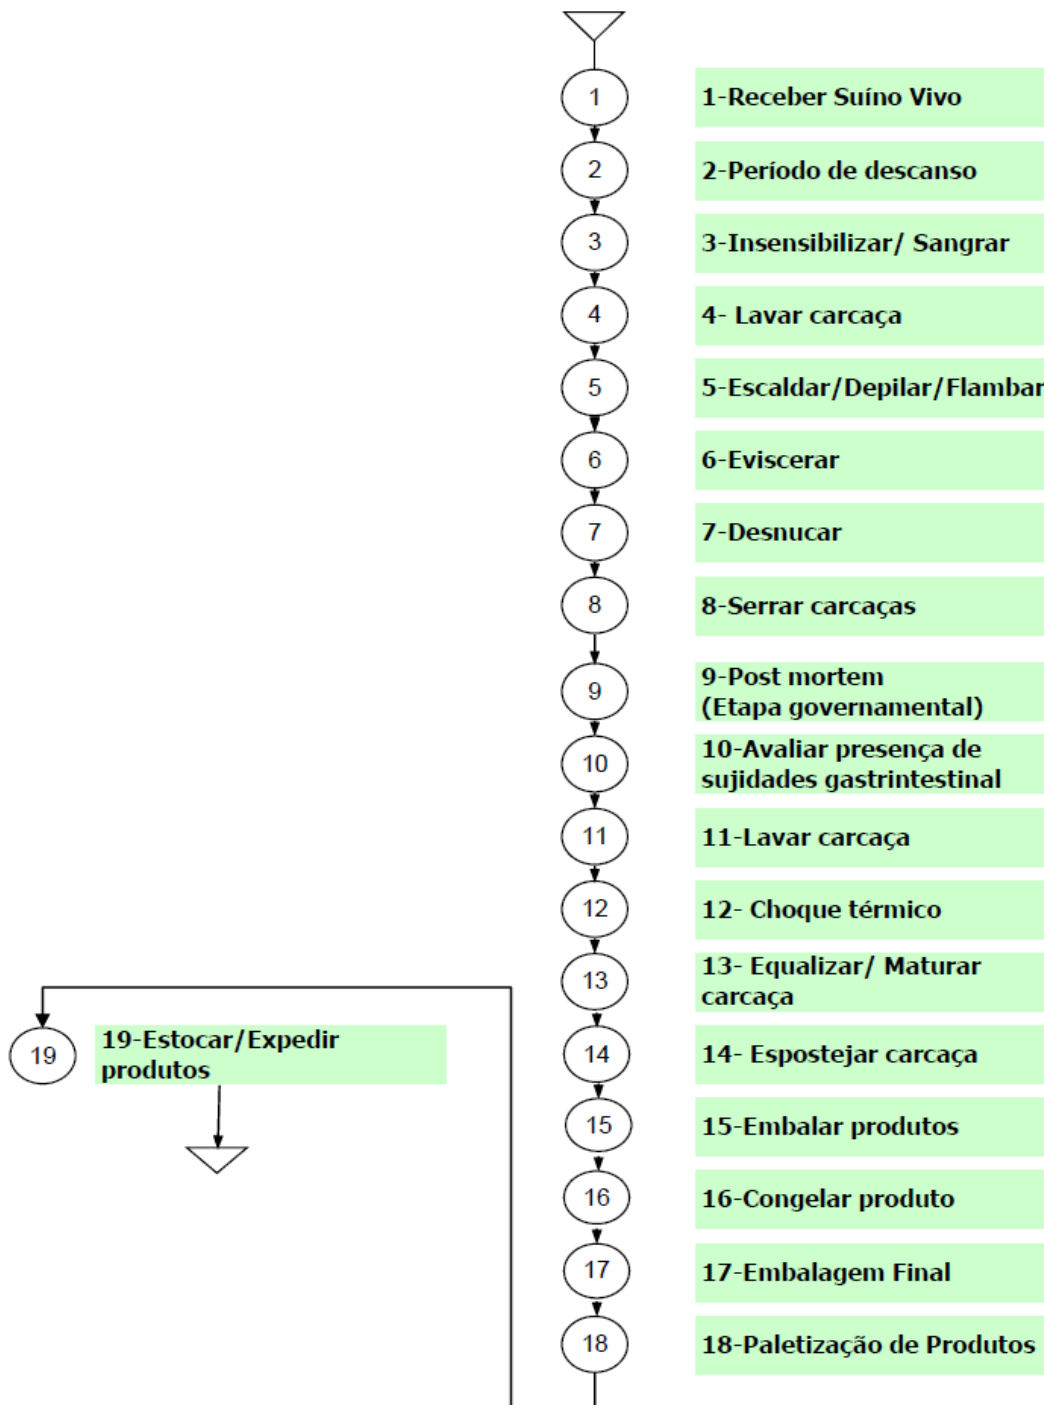 1
1-Receber Suíno Vivo
2
2-Período de descanso
3
3-Insensibilizar/ Sangrar
4
4- Lavar carcaça
5
5-Escaldar/Depilar/Flambar
6
6-Eviscerar
7
7-Desnucar
8
8-Serrar carcaças
9
9-Post mortem
(Etapa governamental)
10
10-Avaliar presença de
sujidades gastrintestinal
11
11-Lavar carcaça
12
12- Choque térmico
13
13- Equalizar/ Maturar
carcaça
14
14- Espostejar carcaça
15
15-Embalar produtos
16
16-Congelar produto
17
17-Embalagem Final
18
18-Paletização de Produtos
19
19-Estocar/Expedir
produtos